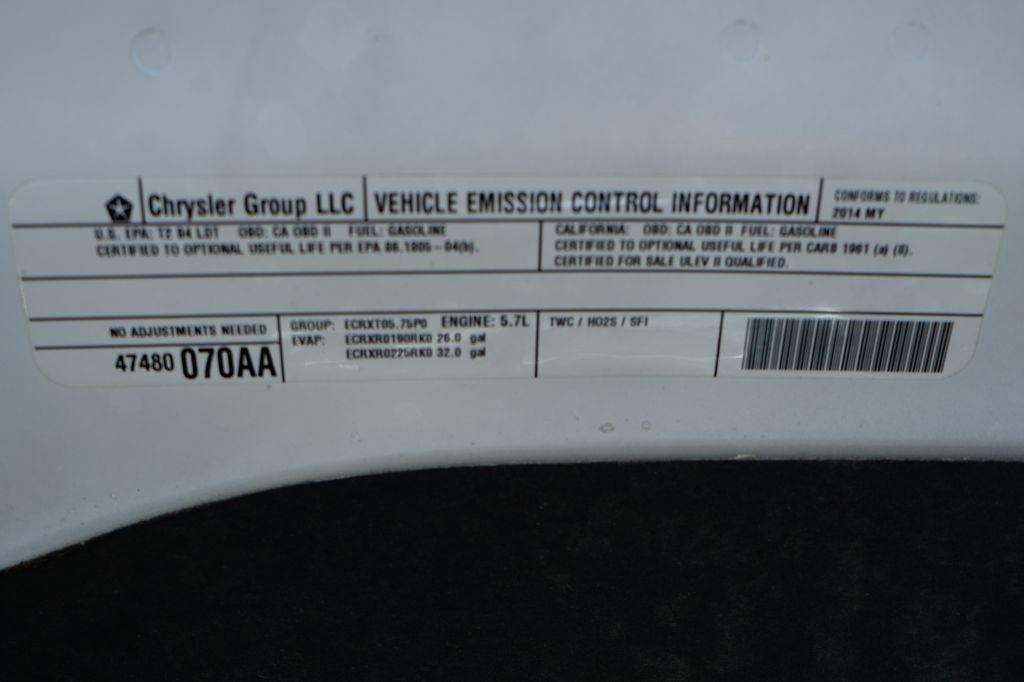 Chrysler Group LLC VEHICLE EMISSION CONTROL INFORMATION CONFORMS TO REGULATIONS:
2014 MY
U.S. EPA: T2 B4 LDT OBD: CA OBD II FUEL: GASOLINE
CERTIFIED TO OPTIONAL USEFUL LIFE PER EPA 86.1805-04(b).
CALIFORNIA: OBD: CA OBD II FUEL: GASOLINE
CERTIFIED TO OPTIONAL USEFUL LIFE PER CARB 1961 (a) (8).
CERTIFIED FOR SALE ULEV II QUALIFIED.
NO ADJUSTMENTS NEEDED
47480 070AA
GROUP: ECRXT05.75P0 ENGINE: 5.7L
EVAP: ECRXR0190RK0 26.0 gal
ECRXR0225RK0 32.0 gal
TWC / HO2S / SFI